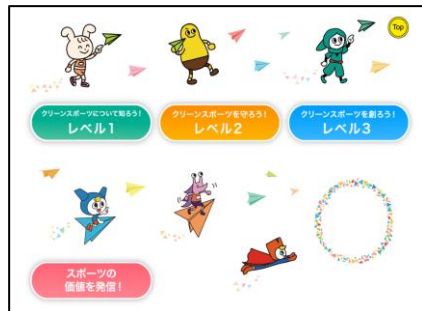 Top
クリーンスポーツについて知ろう!
レベル1
クリーンスポーツを守ろう!
レベル2
クリーンスポーツを創ろう!
レベル3
スポーツの
価値を発信!